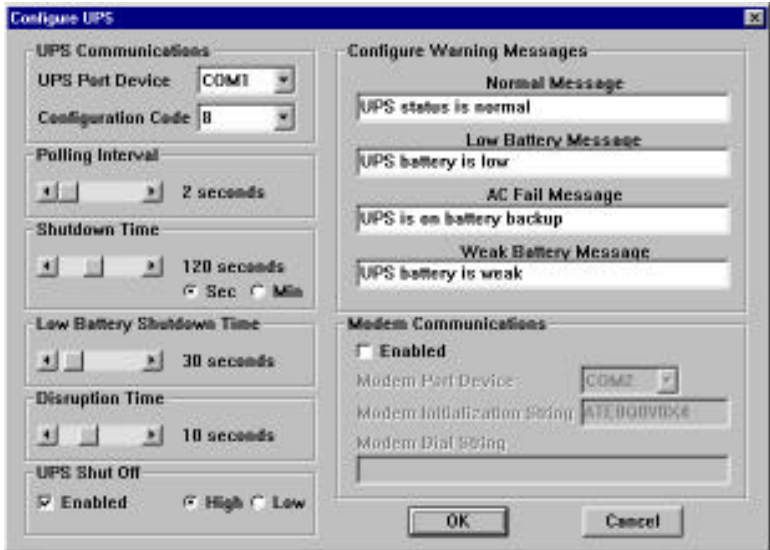 Configure UPS
UPS Communications
UPS Port Device COM1
Configuration Code 8
Polling Interval
2 seconds
Shutdown Time
120 seconds
Sec Min
Low Battery Shutdown Time
30 seconds
Disruption Time
10 seconds
UPS Shut Off
Enabled High Low
Configure Warning Messages
Normal Message
UPS status is normal
Low Battery Message
UPS battery is low
AC Fail Message
UPS is on battery backup
Weak Battery Message
UPS battery is weak
Modem Communications
Enabled
Modem Port Device COM2
Modem Initialization String
Modem Dial String
OK Cancel